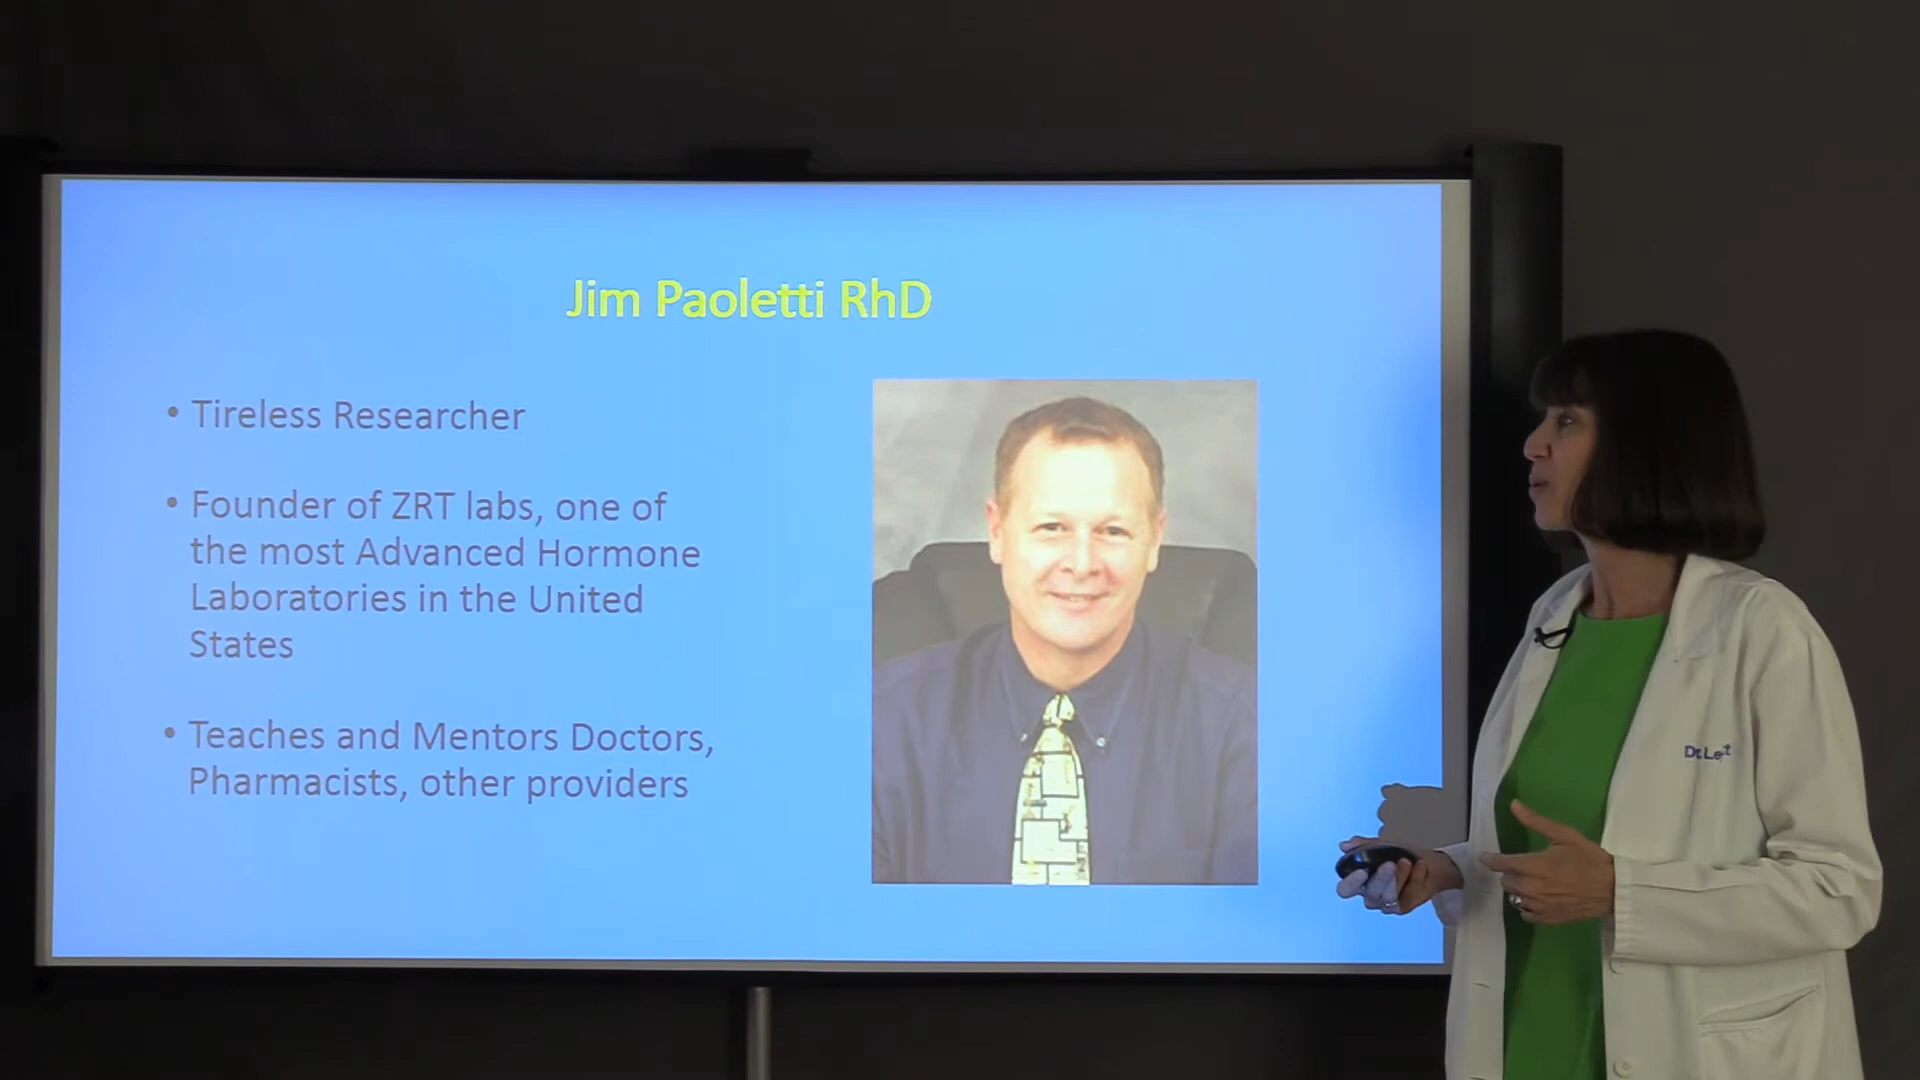 Jim Paoletti RhD
• Tireless Researcher
• Founder of ZRT labs, one of
the most Advanced Hormone
Laboratories in the United
States
• Teaches and Mentors Doctors,
Pharmacists, other providers